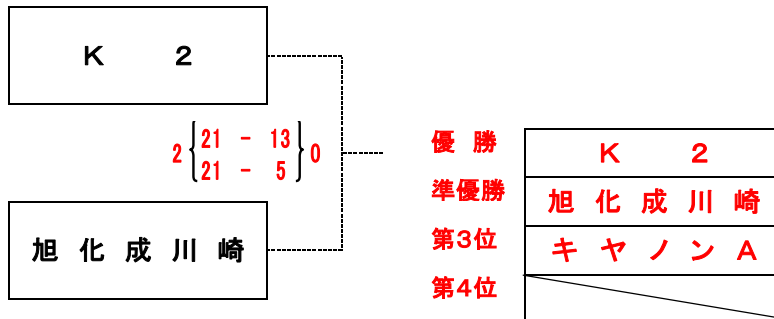 K 2
2 { 21 - 13 } 0
21 - 5
旭化成川崎
優勝 K 2
準優勝 旭化成川崎
第3位 キヤノンA
第4位